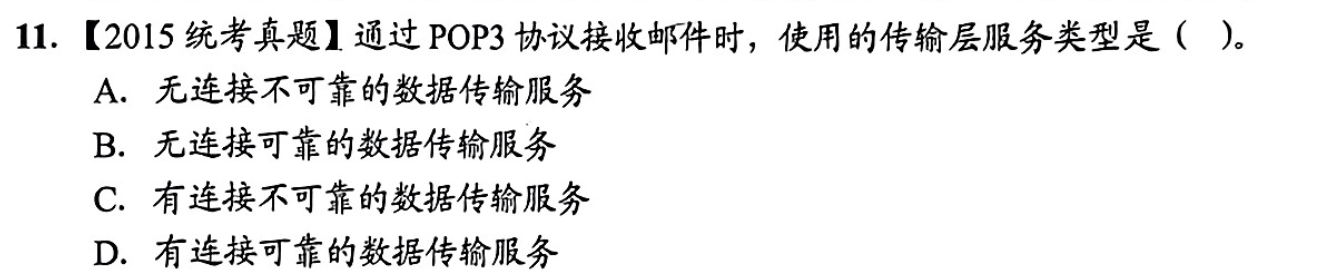 11. 【2015 统考真题】通过 POP3 协议接收邮件时，使用的传输层服务类型是（ ）。
A. 无连接不可靠的数据传输服务
B. 无连接可靠的数据传输服务
C. 有连接不可靠的数据传输服务
D. 有连接可靠的数据传输服务